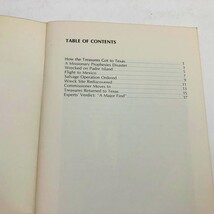 TABLE OF CONTENTS
How the Treasures Got to Texas
A Missionary Prophesies Disaster
Wrecked on Padre Island
Flight to Mexico
Salvage Operation Ordered
Wreck Site Rediscovered
Commissioner Moves In
Treasures Returned to Texas
Experts' Verdict: "A Major Find"